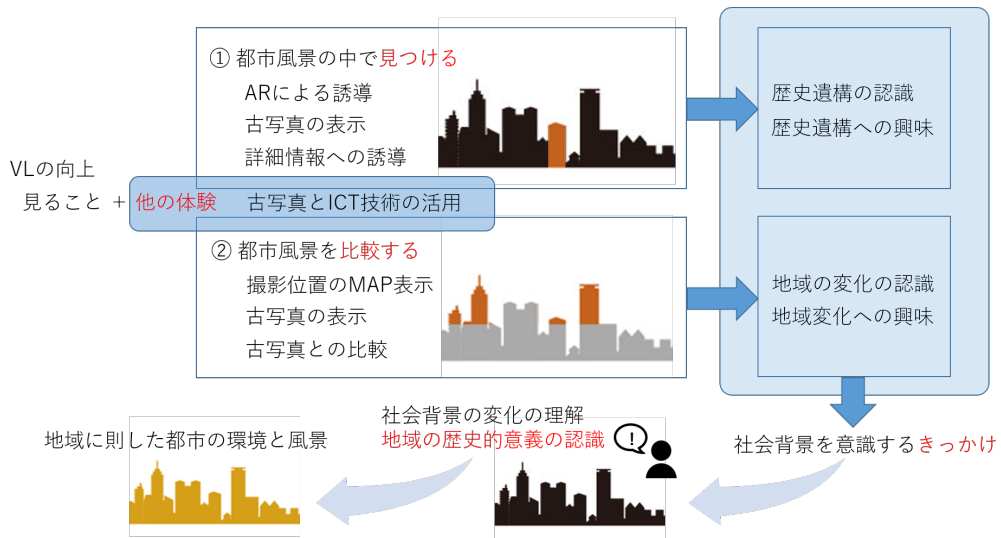 ① 都市風景の中で見つける
ARによる誘導
古写真の表示
詳細情報への誘導
歴史遺構の認識
歴史遺構への興味
VLの向上
見ること + 他の体験
古写真とICT技術の活用
② 都市風景を比較する
撮影位置のMAP表示
古写真の表示
古写真との比較
地域の変化の認識
地域変化への興味
社会背景を意識するきっかけ
社会背景の変化の理解
地域の歴史的意義の認識
!
地域に則した都市の環境と風景